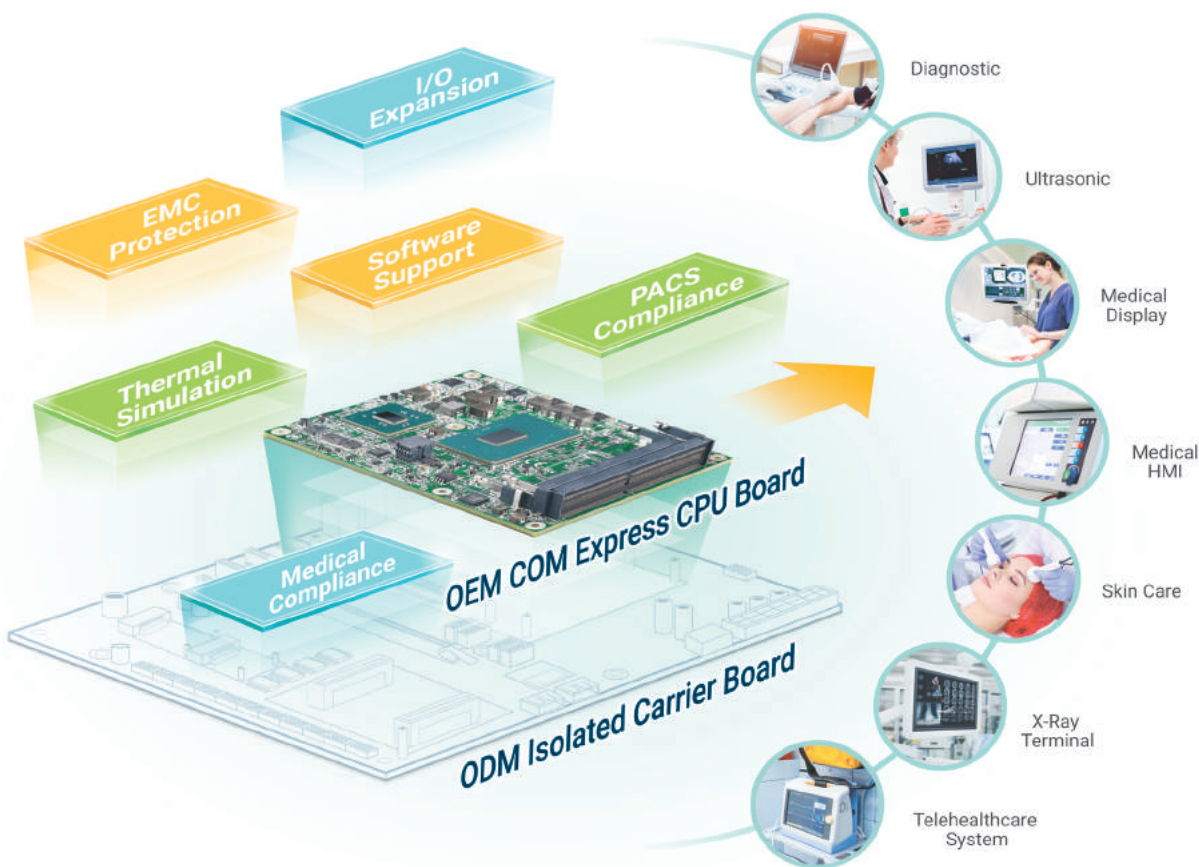 I/O
Expansion
EMC
Protection
Software
Support
PACS
Compliance
Thermal
Simulation
Medical
Compliance
OEM COM Express CPU Board
ODM Isolated Carrier Board
Diagnostic
Ultrasonic
Medical
Display
Medical
HMI
Skin Care
X-Ray
Terminal
Telehealthcare
System